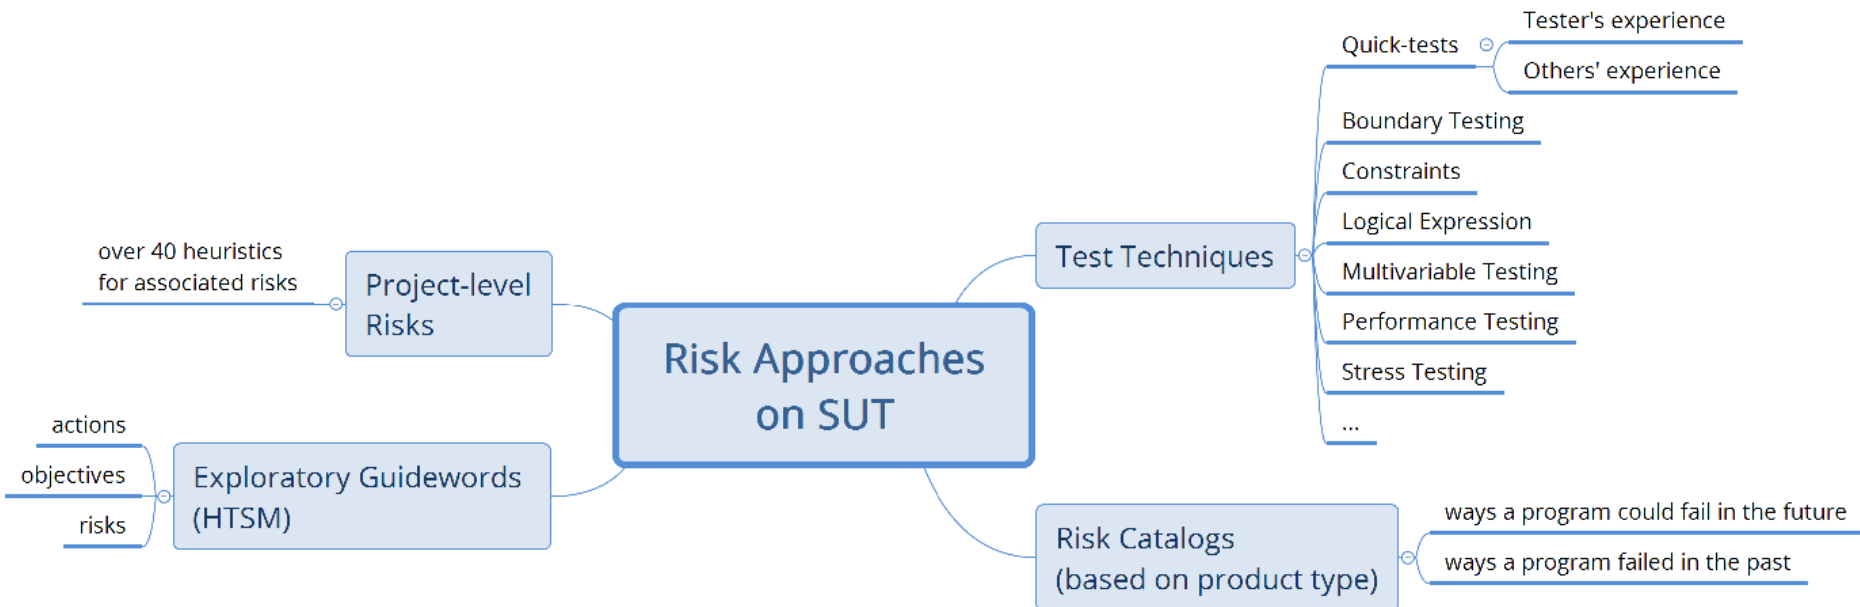 Risk Approaches
on SUT
Test Techniques
Quick-tests
Tester's experience
Others' experience
Boundary Testing
Constraints
Logical Expression
Multivariable Testing
Performance Testing
Stress Testing
...
Risk Catalogs
(based on product type)
ways a program could fail in the future
ways a program failed in the past
Project-level
Risks
over 40 heuristics
for associated risks
Exploratory Guidewords
(HTSM)
actions
objectives
risks